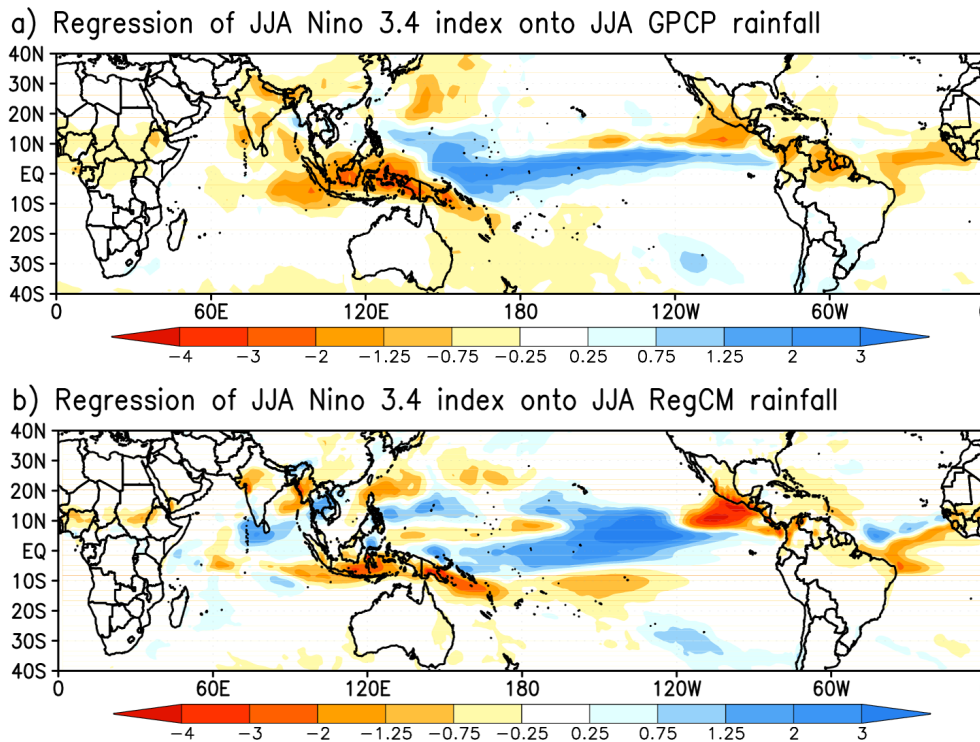 a) Regression of JJA Nino 3.4 index onto JJA GPCP rainfall
40N
30N
20N
10N
EQ
10S
20S
30S
40S
0 60E 120E 180 120W 60W 0
−4 −3 −2 −1.25 −0.75 −0.25 0.25 0.75 1.25 2 3
b) Regression of JJA Nino 3.4 index onto JJA RegCM rainfall
40N
30N
20N
10N
EQ
10S
20S
30S
40S
0 60E 120E 180 120W 60W
−4 −3 −2 −1.25 −0.75 −0.25 0.25 0.75 1.25 2 3